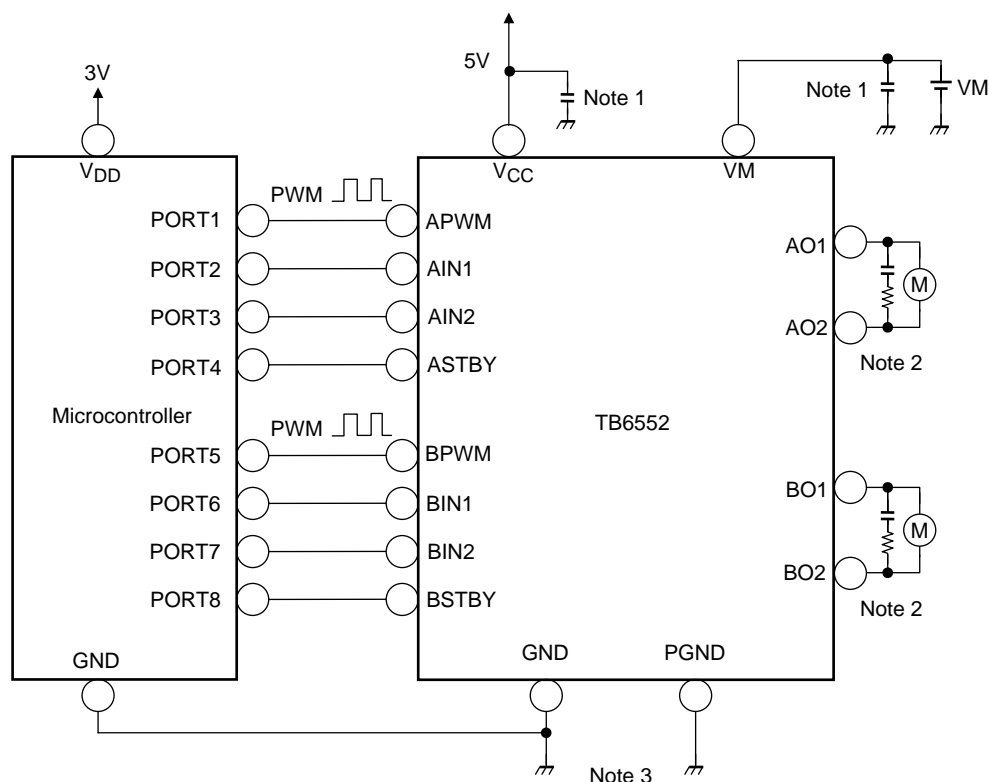 5V
3V
Note 1
Note 1
VM
VDD
VCC
VM
PWM
PORT1
APWM
AO1
M
PORT2
AIN1
PORT3
AIN2
AO2
PORT4
ASTBY
Note 2
Microcontroller
PWM
TB6552
PORT5
BPWM
BO1
M
PORT6
BIN1
PORT7
BIN2
BO2
PORT8
BSTBY
Note 2
GND
GND
PGND
Note 3